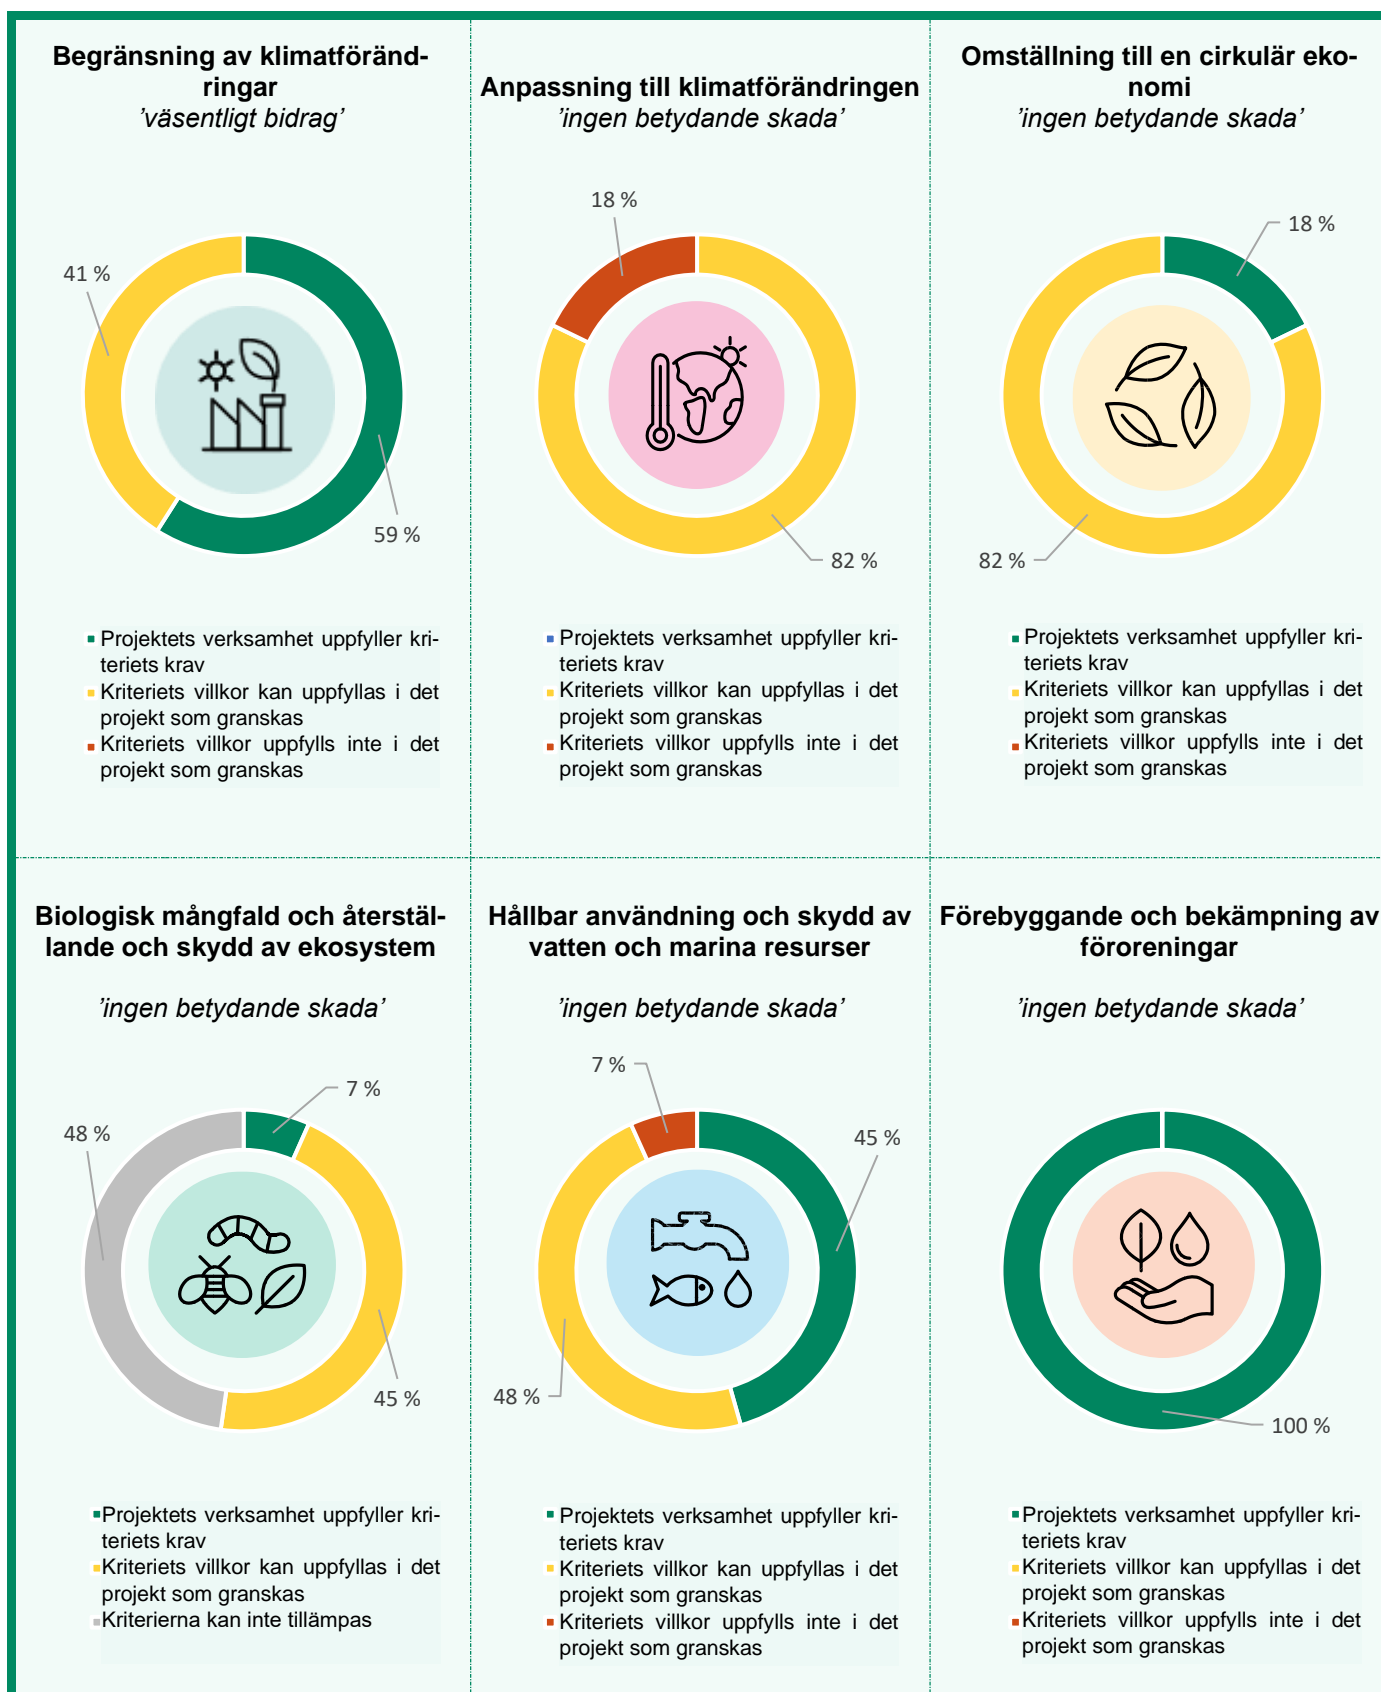 Begränsning av klimatföränd-
ringar
’väsentligt bidrag’
41 %
59 %
Projektets verksamhet uppfyller kri-
teriets krav
Kriteriets villkor kan uppfyllas i det
projekt som granskas
Kriteriets villkor uppfylls inte i det
projekt som granskas
Anpassning till klimatförändringen
’ingen betydande skada’
18 %
82 %
Projektets verksamhet uppfyller kri-
teriets krav
Kriteriets villkor kan uppfyllas i det
projekt som granskas
Kriteriets villkor uppfylls inte i det
projekt som granskas
Omställning till en cirkulär eko-
nomi
’ingen betydande skada’
18 %
82 %
Projektets verksamhet uppfyller kri-
teriets krav
Kriteriets villkor kan uppfyllas i det
projekt som granskas
Kriteriets villkor uppfylls inte i det
projekt som granskas
Biologisk mångfald och återstäl-
lande och skydd av ekosystem
’ingen betydande skada’
7 %
48 %
45 %
Projektets verksamhet uppfyller kri-
teriets krav
Kriteriets villkor kan uppfyllas i det
projekt som granskas
Kriterierna kan inte tillämpas
Hållbar användning och skydd av
vatten och marina resurser
’ingen betydande skada’
7 %
45 %
48 %
Projektets verksamhet uppfyller kri-
teriets krav
Kriteriets villkor kan uppfyllas i det
projekt som granskas
Kriteriets villkor uppfylls inte i det
projekt som granskas
Förebyggande och bekämpning av
föroreningar
’ingen betydande skada’
100 %
Projektets verksamhet uppfyller kri-
teriets krav
Kriteriets villkor kan uppfyllas i det
projekt som granskas
Kriteriets villkor uppfylls inte i det
projekt som granskas